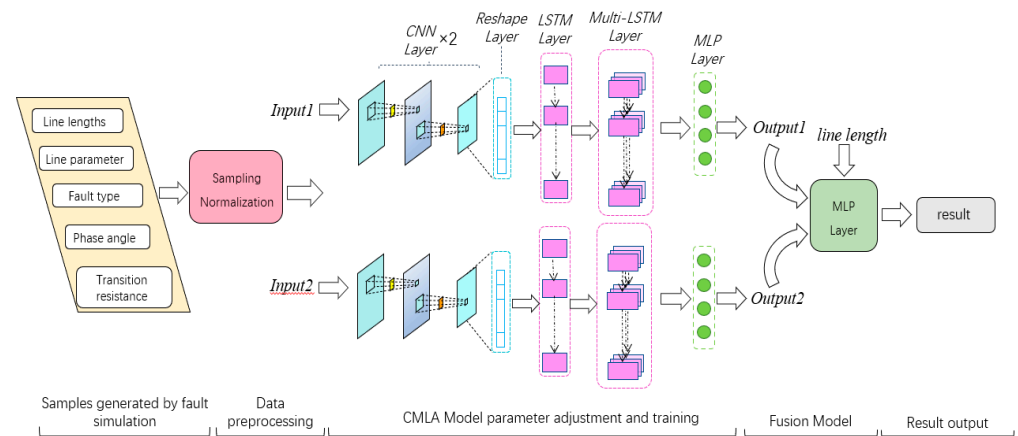 CNN
Layer ×2
Reshape
Layer
LSTM
Layer
Multi-LSTM
Layer
MLP
Layer
Line lengths
Line parameter
Fault type
Phase angle
Transition
resistance
Sampling
Normalization
Input1
Input2
Output1
Output2
line length
MLP
Layer
result
Samples generated by fault
simulation
Data
preprocessing
CMLA Model parameter adjustment and training
Fusion Model
Result output